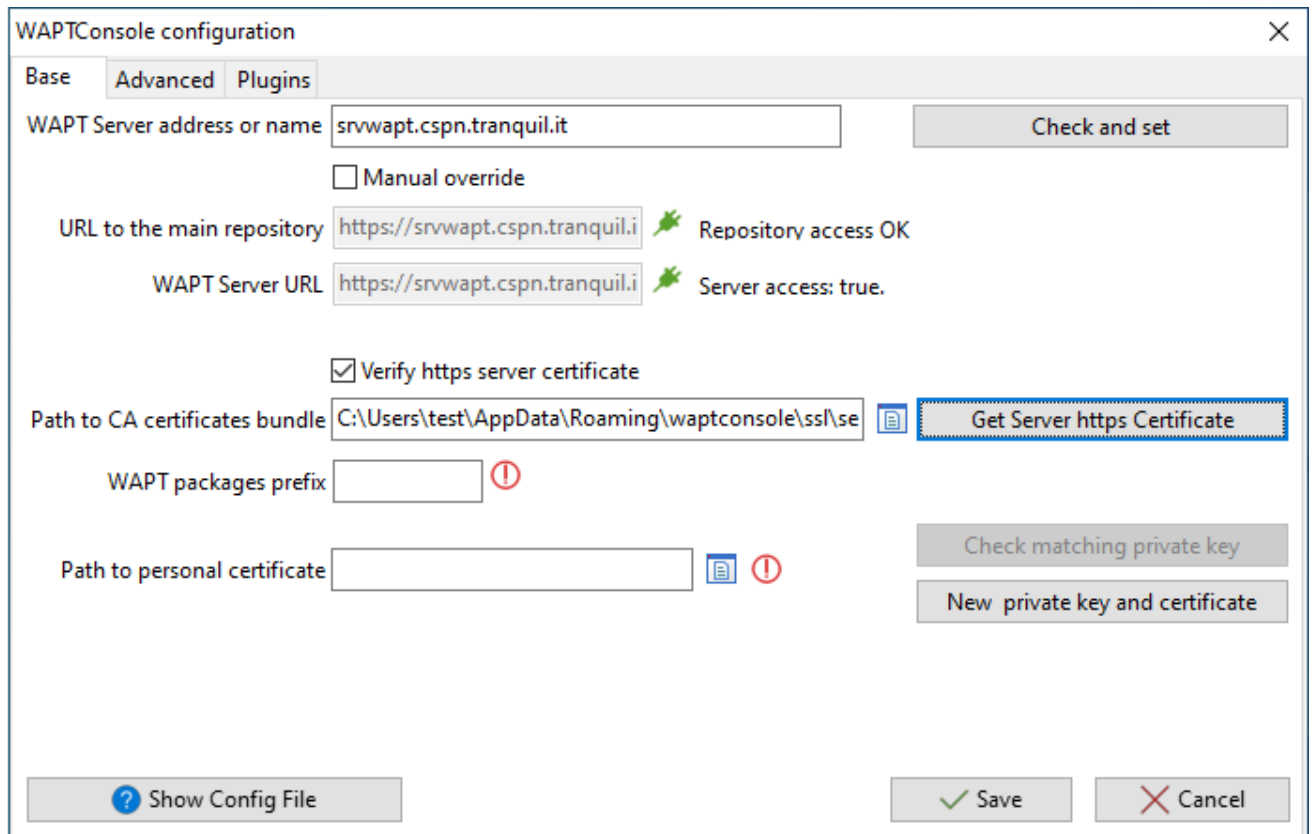 WAPTConsole configuration
Base Advanced Plugins
WAPT Server address or name srvwapt.cspn.tranquil.it Check and set
Manual override
URL to the main repository https://srvwapt.cspn.tranquil.i Repository access OK
WAPT Server URL https://srvwapt.cspn.tranquil.i Server access: true.
Verify https server certificate
Path to CA certificates bundle C:\Users\test\AppData\Roaming\waptconsole\ssl\se Get Server https Certificate
WAPT packages prefix
Check matching private key
Path to personal certificate
New private key and certificate
Show Config File Save Cancel